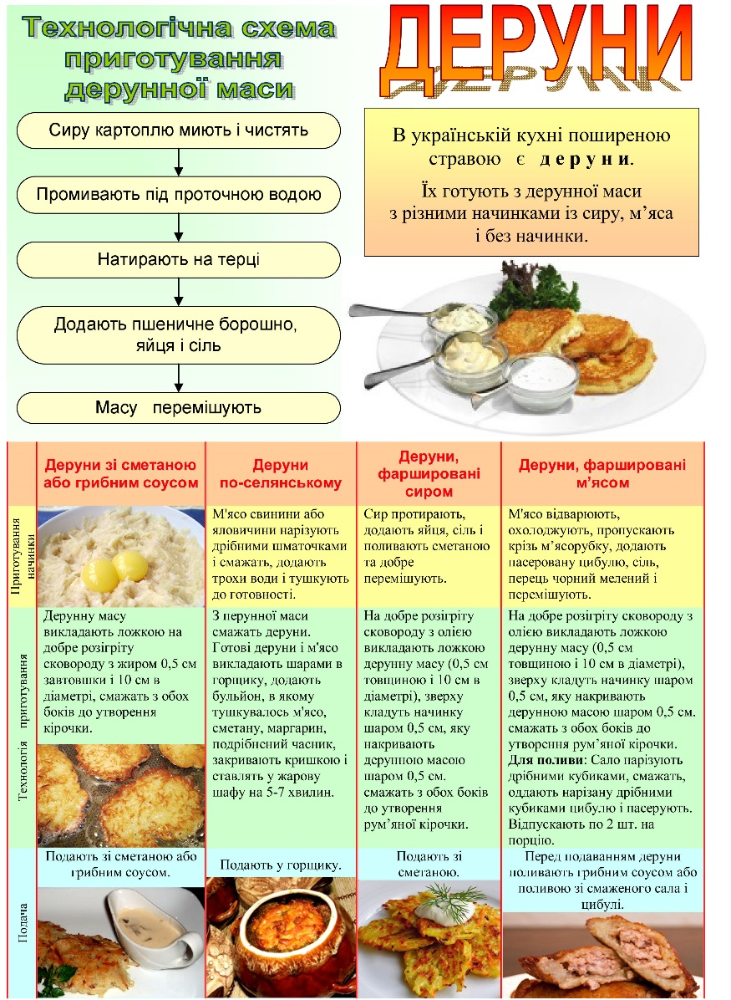 Технологічна схема
приготування
дерунної маси
Сиру картоплю миють і чистять
Промивають під проточною водою
Натирають на терці
Додають пшеничне борошно,
яйця і сіль
Масу перемішують
ДЕРУНИ
В українській кухні поширеною
стравою є д е р у н и.
Їх готують з дерунної маси
з різними начинками із сиру, м’яса
і без начинки.
Деруни зі сметаною
або грибним соусом
Деруни
по-селянському
Деруни,
фаршировані
сиром
Деруни, фаршировані
м’ясом
Приготування
начинки
М'ясо свинини або
яловичини нарізують
дрібними шматочками
і смажать, додають
трохи води і тушкують
до готовності.
Сир протирають,
додають яйця, сіль і
поливають сметаною
та добре
перемішують.
М'ясо відварюють,
охолоджують, пропускають
крізь м’ясорубку, додають
пасеровану цибулю, сіль,
перець чорний мелений і
перемішують.
Технологія приготування
Дерунну масу
викладають ложкою на
добре розігріту
сковороду з жиром 0,5 см
завтовшки і 10 см в
діаметрі, смажать з обох
боків до утворення
кірочки.
З перунної маси
смажать деруни.
Готові деруни і м'ясо
викладають шарами в
горщику, додають
бульйон, в якому
тушкувалось м'ясо,
сметану, маргарин,
подрібнений часник,
закривають кришкою і
ставлять у жарову
шафу на 5-7 хвилин.
На добре розігріту
сковороду з олією
викладають ложкою
дерунну масу (0,5 см
товщиною і 10 см в
діаметрі), зверху
кладуть начинку
шаром 0,5 см, яку
накривають
дерунною масою
шаром 0,5 см.
смажать з обох боків
до утворення
рум’яної кірочки.
На добре розігріту сковороду з
олією викладають ложкою
дерунну масу (0,5 см
товщиною і 10 см в діаметрі),
зверху кладуть начинку шаром
0,5 см, яку накривають
дерунною масою шаром 0,5 см.
смажать з обох боків до
утворення рум’яної кірочки.
Для поливи: Сало нарізують
дрібними кубиками, смажать,
оддають нарізану дрібними
кубиками цибулю і пасерують.
Відпускають по 2 шт. на
порцію.
Подача
Подають зі сметаною або
грибним соусом.
Подають у горщику.
Подають зі
сметаною.
Перед подаванням деруни
поливають грибним соусом або
поливою зі смаженого сала і
цибулі.